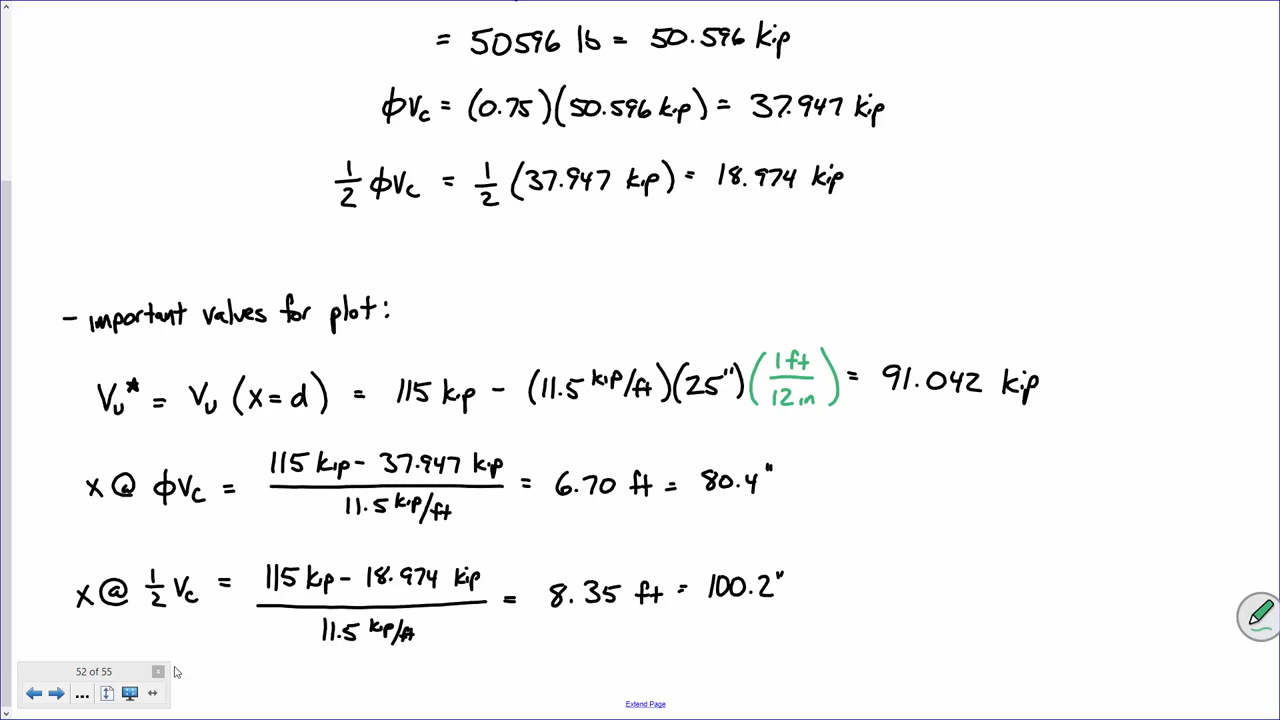 = 50596 lb = 50.596 kip
ϕVc = (0.75)(50.596 kip) = 37.947 kip
1/2 ϕVc = 1/2 (37.947 kip) = 18.974 kip
- important values for plot:
Vu* = Vu (x=d) = 115 kip - (11.5 kip/ft)(25")(1ft/12in) = 91.042 kip
x @ ϕVc = (115 kip - 37.947 kip)/(11.5 kip/ft) = 6.70 ft = 80.4"
x @ 1/2 Vc = (115 kip - 18.974 kip)/(11.5 kip/ft) = 8.35 ft = 100.2"
52 of 55
Extend Page